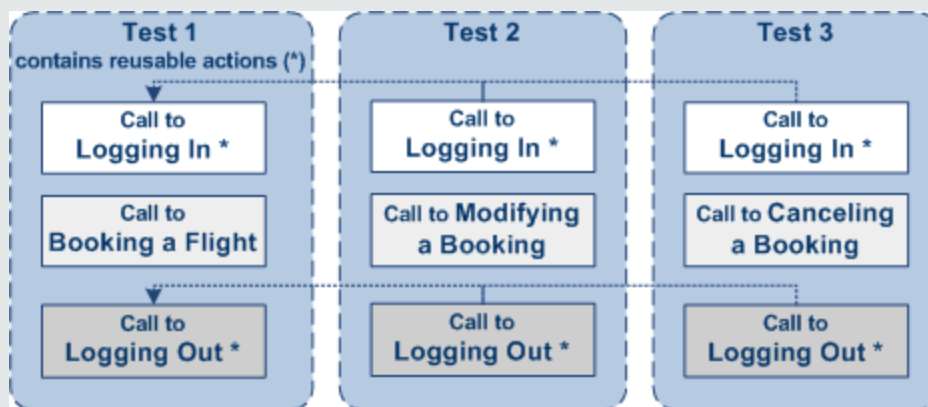 Test 1
contains reusable actions (*)
Call to
Logging In *
Call to
Booking a Flight
Call to
Logging Out *
Test 2
Call to
Logging In *
Call to Modifying
a Booking
Call to
Logging Out *
Test 3
Call to
Logging In *
Call to Canceling
a Booking
Call to
Logging Out *